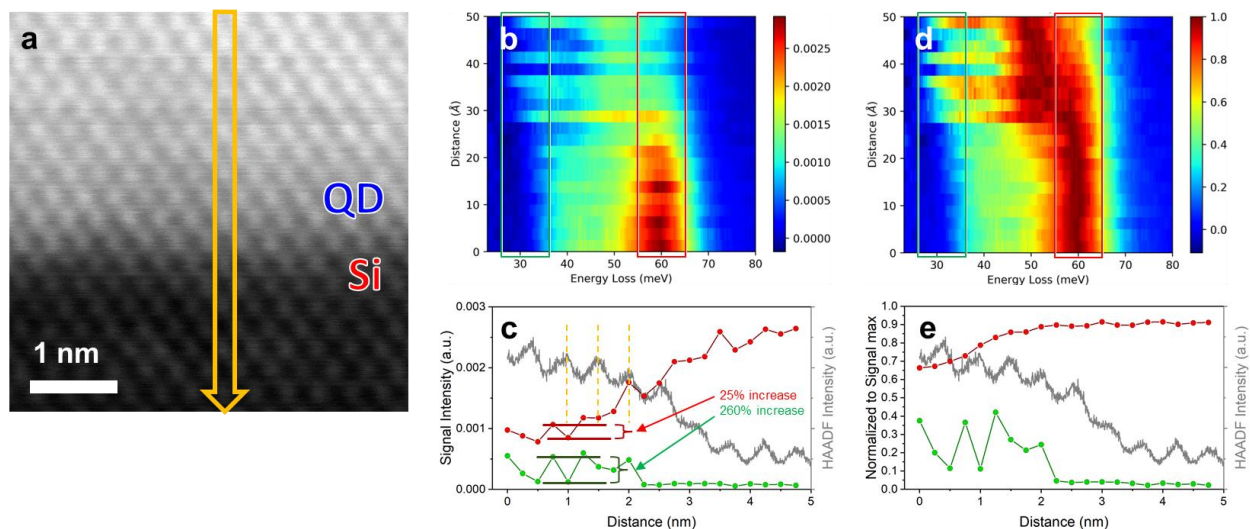 a
QD
Si
1 nm
b
50
40
30
20
10
0
Distance (Å)
30 40 50 60 70 80
Energy Loss (meV)
0.0025
0.0020
0.0015
0.0010
0.0005
0.0000
d
50
40
30
20
10
0
Distance (Å)
30 40 50 60 70 80
Energy Loss (meV)
1.0
0.8
0.6
0.4
0.2
0.0
c
0.003
0.002
0.001
0.000
Signal Intensity (a.u.)
25% increase
260% increase
HAADF Intensity (a.u.)
0 1 2 3 4 5
Distance (nm)
e
1.0
0.9
0.8
0.7
0.6
0.5
0.4
0.3
0.2
0.1
0.0
Normalized to Signal max
HAADF Intensity (a.u.)
0 1 2 3 4 5
Distance (nm)